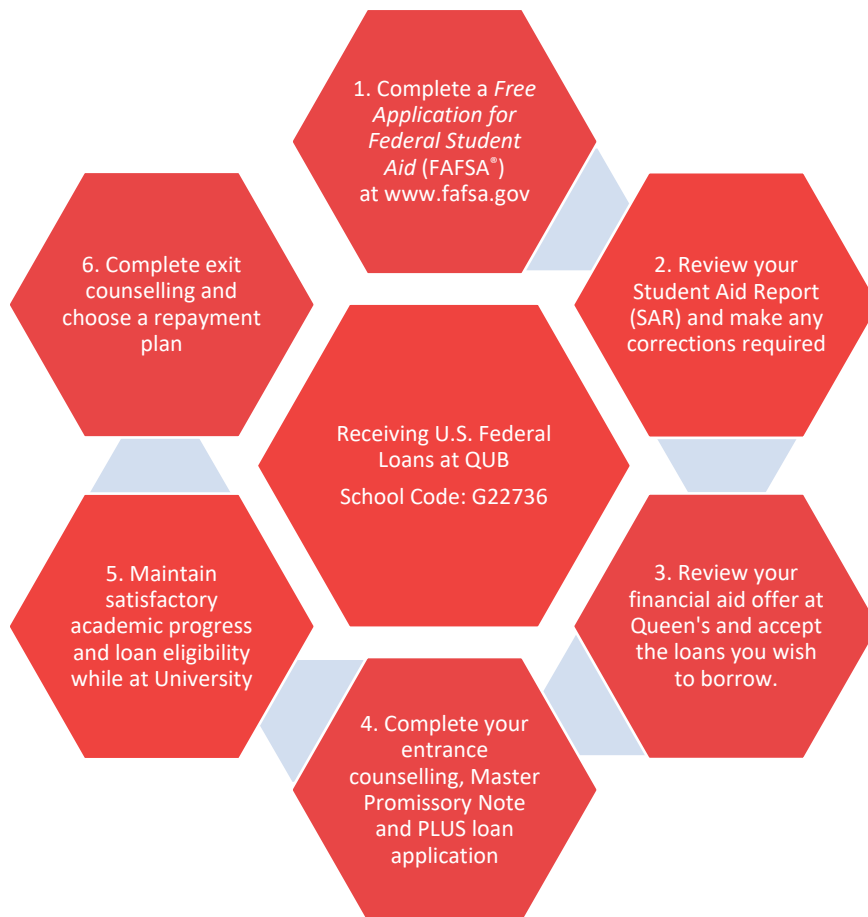 1. Complete a Free
Application for
Federal Student
Aid (FAFSA®)
at www.fafsa.gov
2. Review your
Student Aid Report
(SAR) and make any
corrections required
3. Review your
financial aid offer at
Queen's and accept
the loans you wish
to borrow.
4. Complete your
entrance
counselling, Master
Promissory Note
and PLUS loan
application
5. Maintain
satisfactory
academic progress
and loan eligibility
while at University
6. Complete exit
counselling and
choose a repayment
plan
Receiving U.S. Federal
Loans at QUB
School Code: G22736